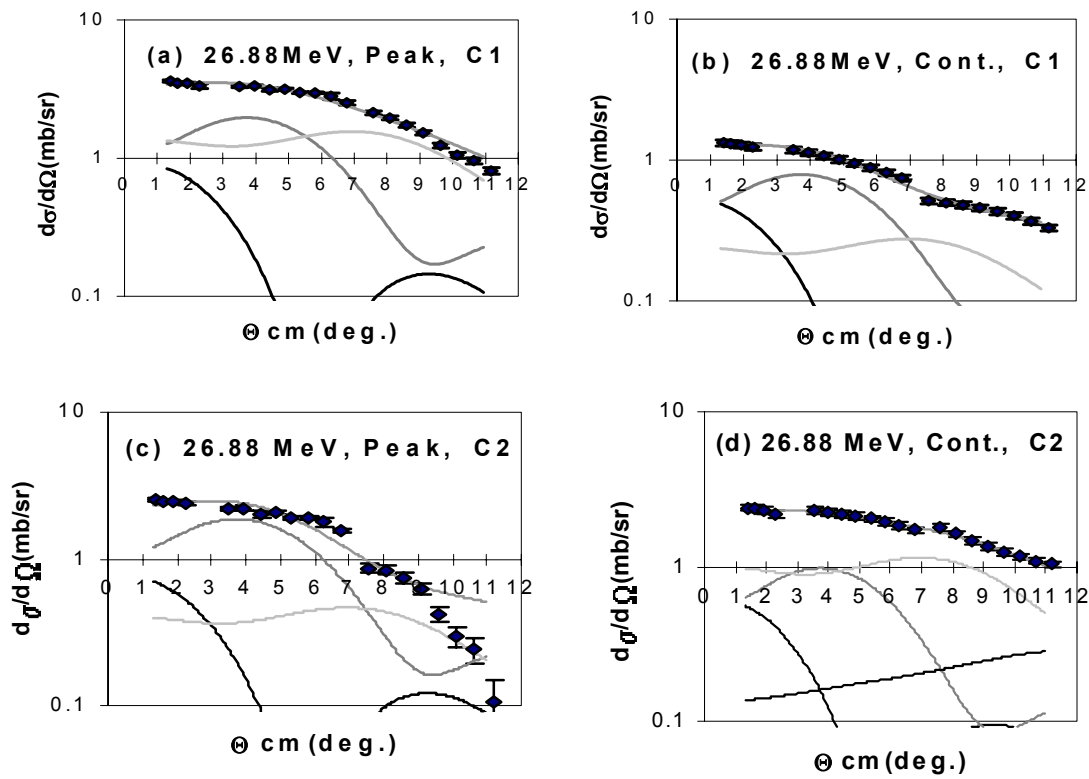 10
(a) 26.88MeV, Peak, C1
dσ/dΩ(mb/sr)
1
0 1 2 3 4 5 6 7 8 9 10 11 12
0.1
Θ cm(deg.)
10
(b) 26.88MeV, Cont., C1
dσ/dΩ(mb/sr)
1
0 1 2 3 4 5 6 7 8 9 10 11 12
0.1
Θ cm(deg.)
10
(c) 26.88 MeV, Peak, C2
dσ/dΩ(mb/sr)
1
0 1 2 3 4 5 6 7 8 9 10 11 12
0.1
Θ cm(deg.)
10
(d) 26.88 MeV, Cont., C2
dσ/dΩ(mb/sr)
1
0 1 2 3 4 5 6 7 8 9 10 11 12
0.1
Θ cm(deg.)